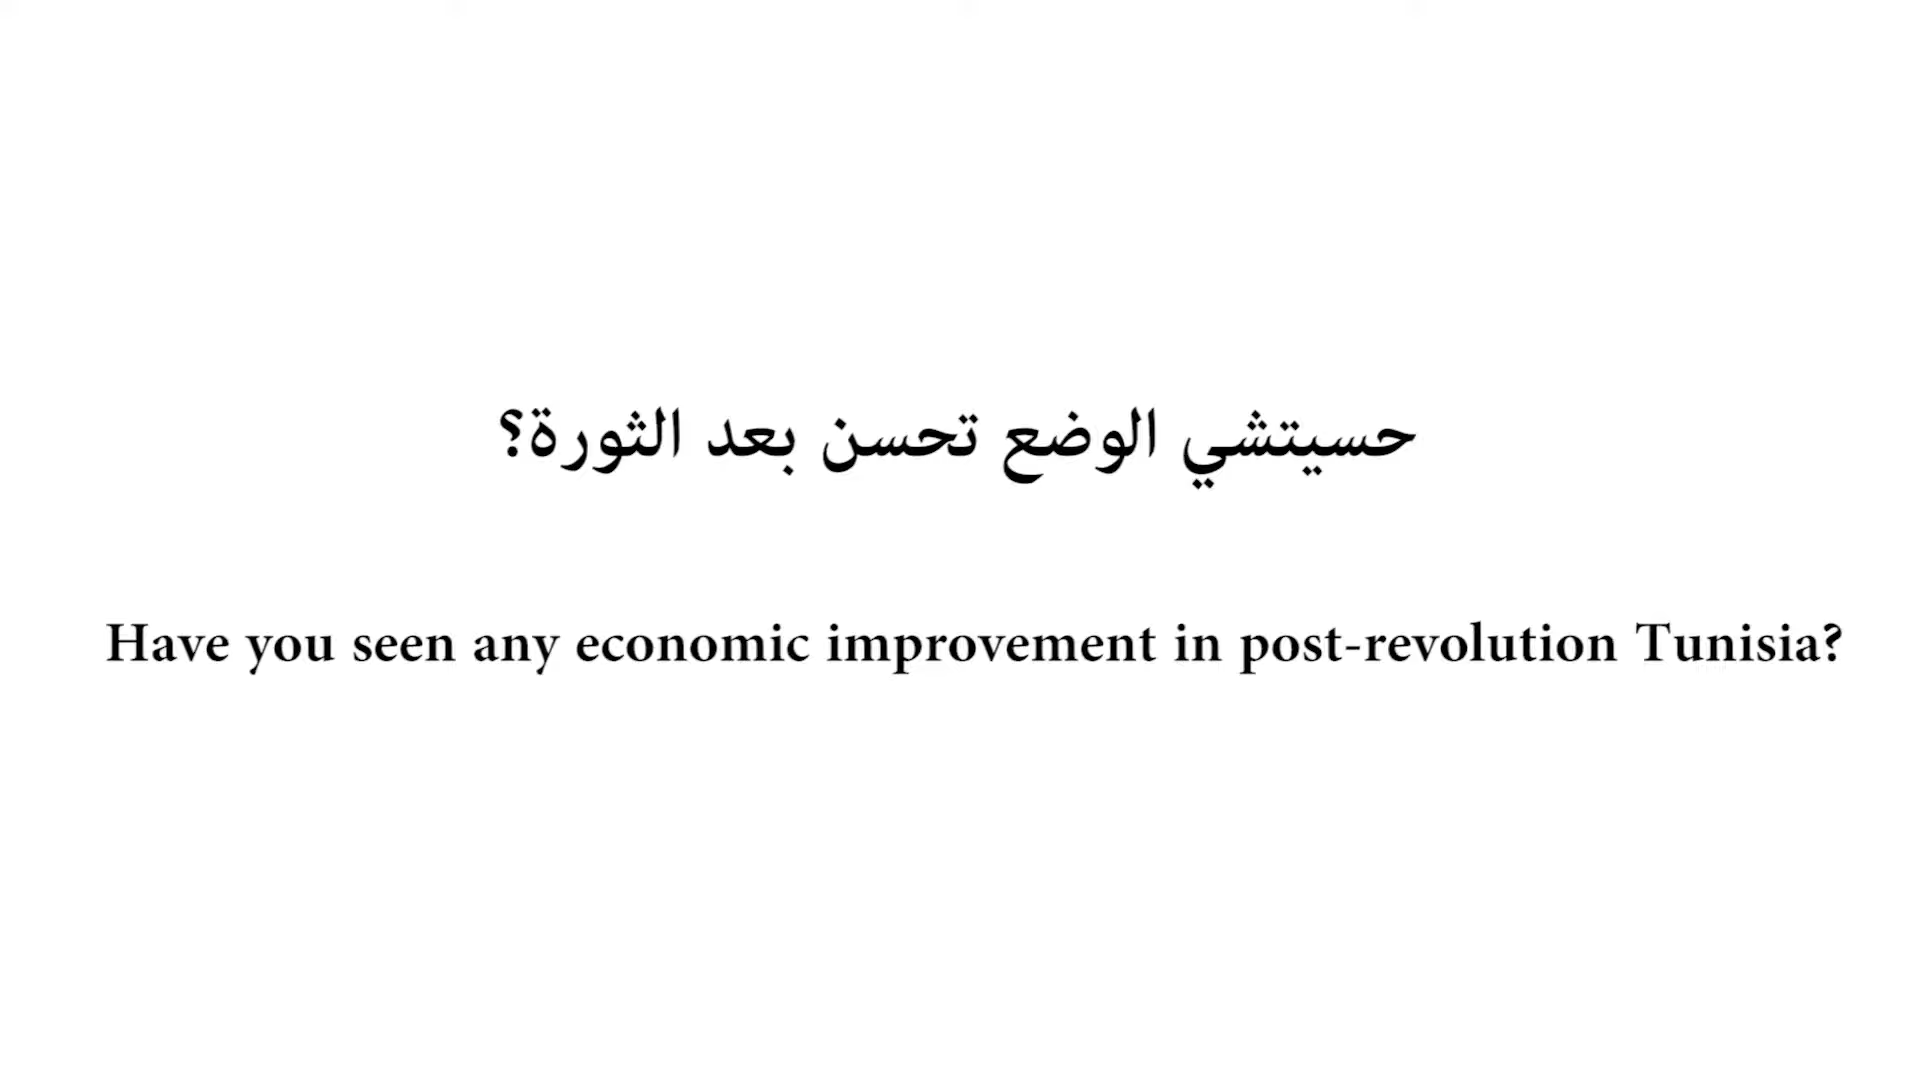 حسيتشي الوضع تحسن بعد الثورة؟
Have you seen any economic improvement in post-revolution Tunisia?